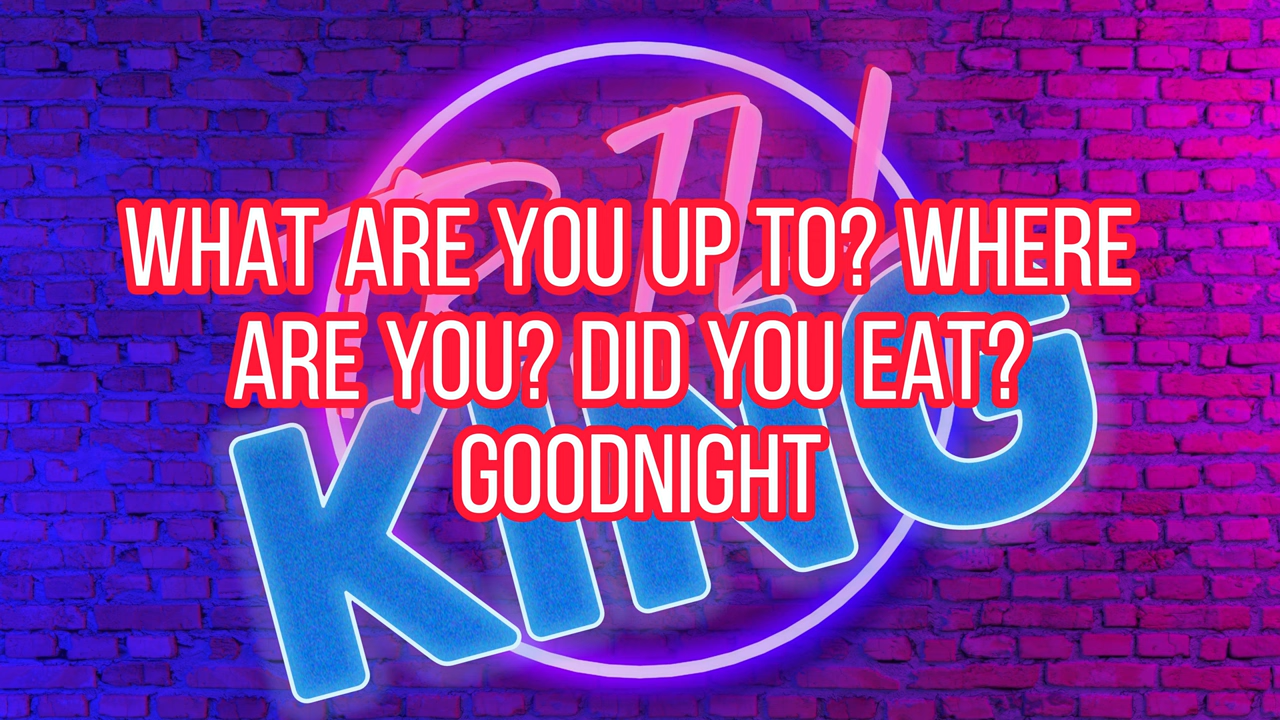 WHAT ARE YOU UP TO? WHERE
ARE YOU? DID YOU EAT?
GOODNIGHT
KING